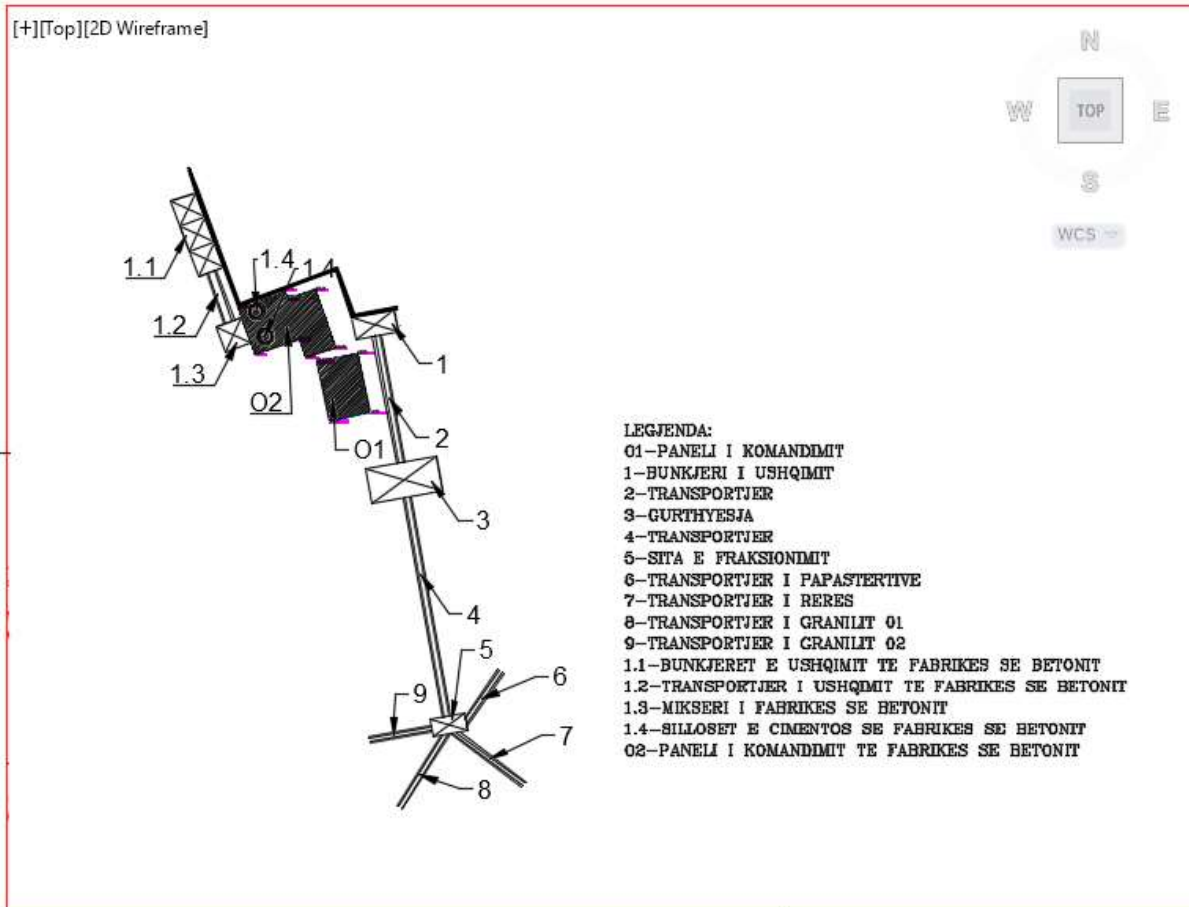 [+][Top][2D Wireframe]
N
W
TOP
E
S
WCS
1.1
1.4
1.4
1.2
1.3
O2
1
O1
2
3
4
5
6
9
7
8
LEGJENDA:
01-PANELI I KOMANDIMIT
1-BUNKJERI I USHQIMIT
2-TRANSPORTJER
3-GURTHYESJA
4-TRANSPORTJER
5-SITA E FRAKSIONIMIT
6-TRANSPORTJER I PAPASTERTIVE
7-TRANSPORTJER I RERES
8-TRANSPORTJER I GRANILIT 01
9-TRANSPORTJER I GRANILIT 02
1.1-BUNKJERET E USHQIMIT TE FABRIKES SE BETONIT
1.2-TRANSPORTJER I USHQIMIT TE FABRIKES SE BETONIT
1.3-MIKSERI I FABRIKES SE BETONIT
1.4-SILLOSET E CIMENTOS SE FABRIKES SE BETONIT
02-PANELI I KOMANDIMIT TE FABRIKES SE BETONIT